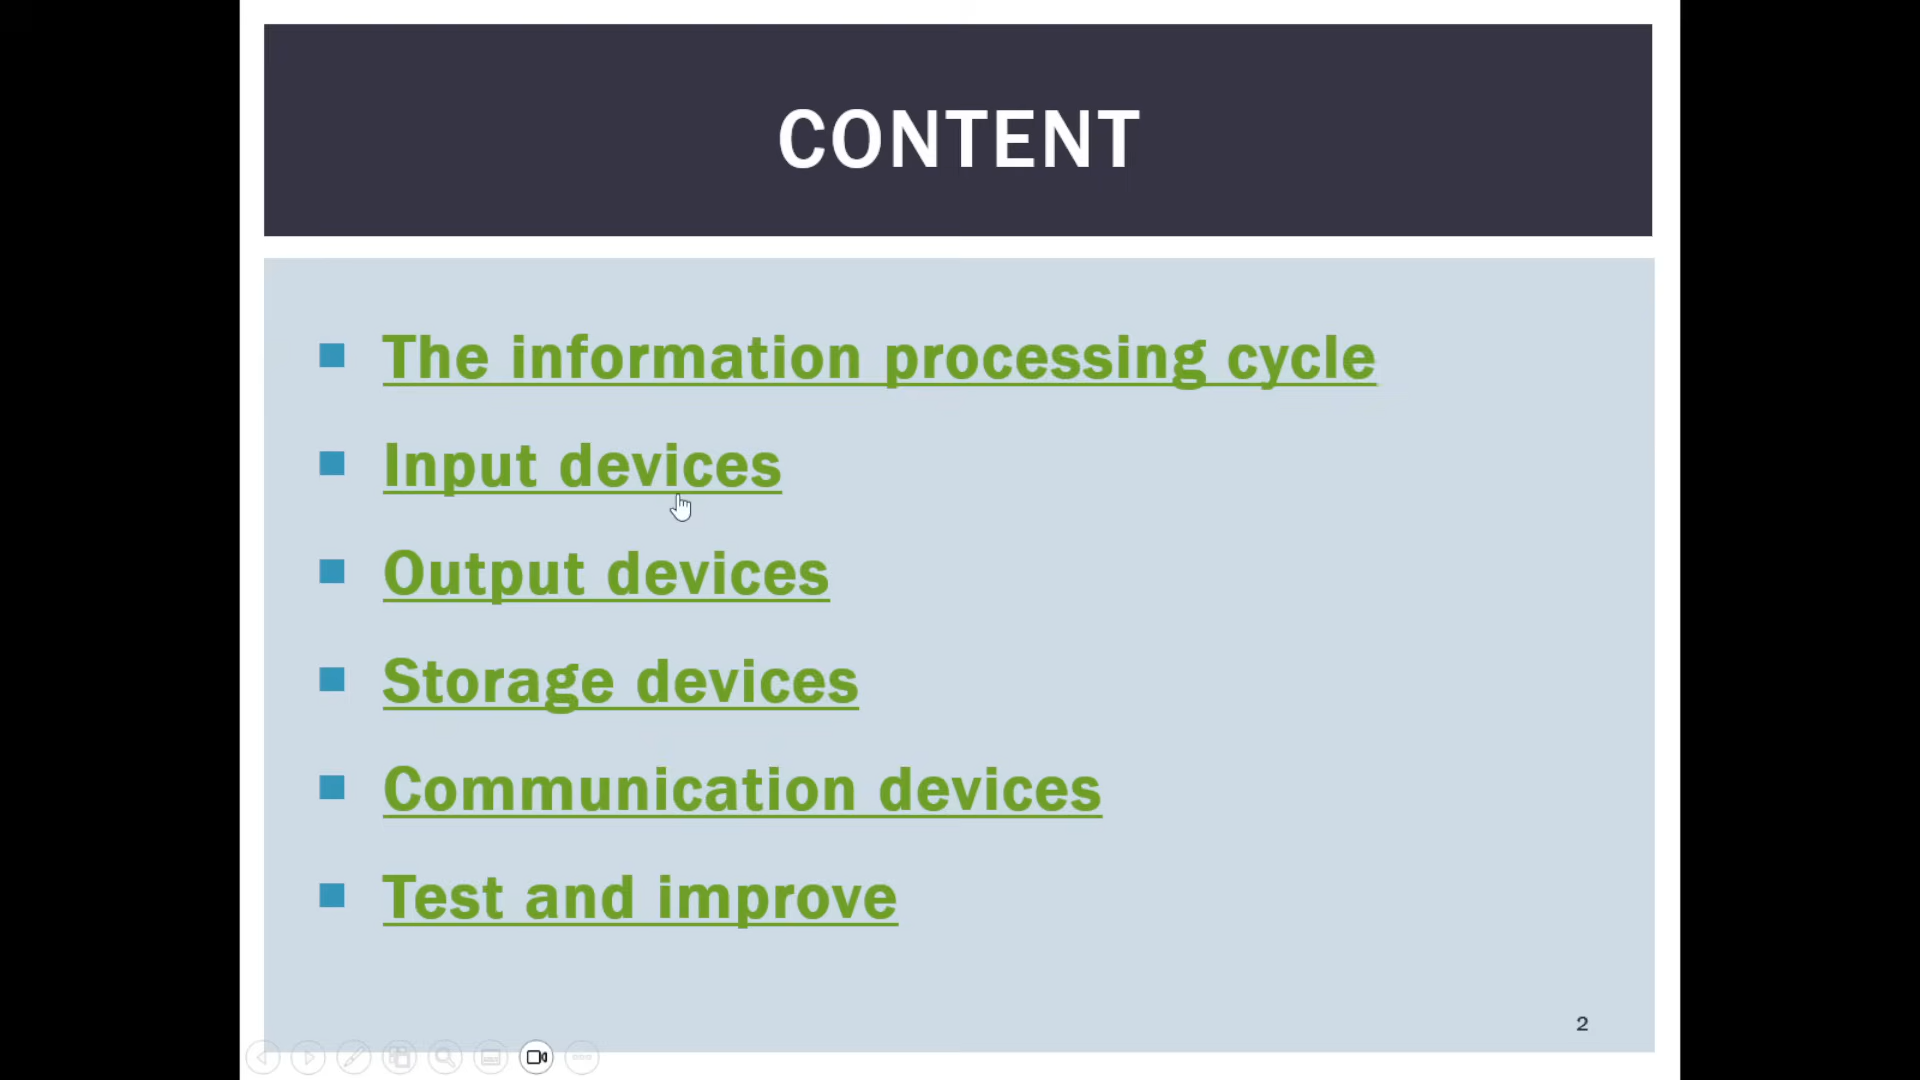 CONTENT
The information processing cycle
Input devices
Output devices
Storage devices
Communication devices
Test and improve
2